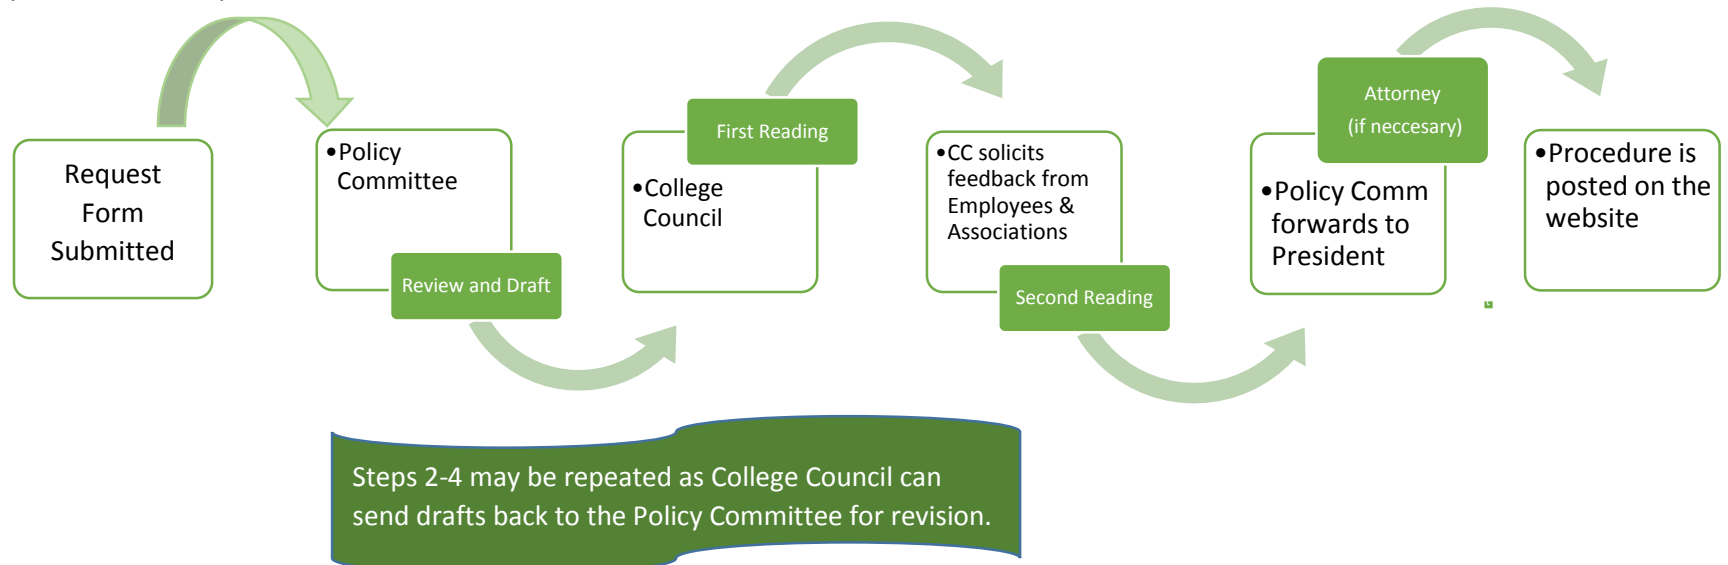 Request
Form
Submitted
•Policy
Committee
Review and Draft
First Reading
•College
Council
•CC solicits
feedback from
Employees &
Associations
Second Reading
Attorney
(if neccesary)
•Policy Comm
forwards to
President
•Procedure is
posted on the
website
Steps 2-4 may be repeated as College Council can
send drafts back to the Policy Committee for revision.